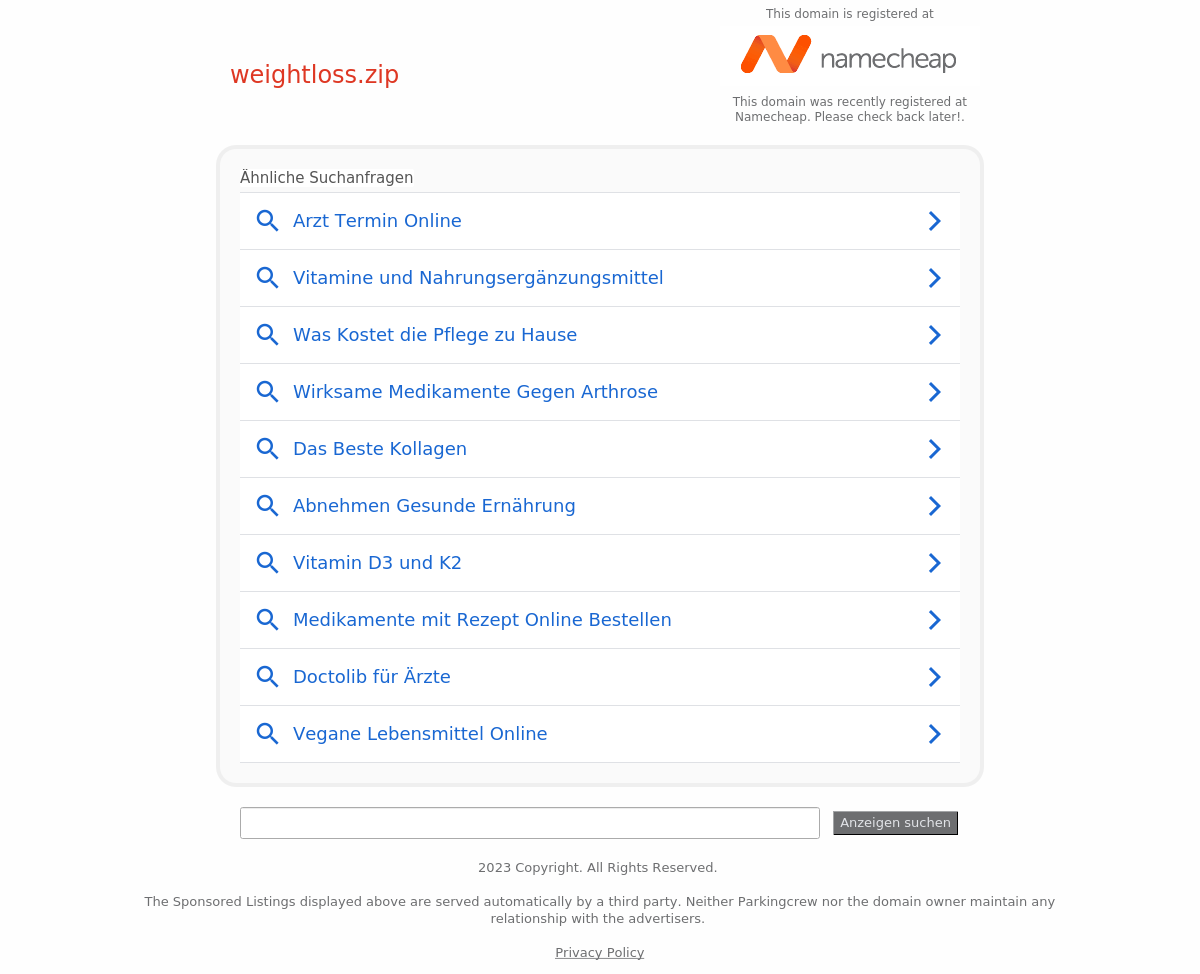 This domain is registered at
namecheap
weightloss.zip
This domain was recently registered at
Namecheap. Please check back later!.
Ähnliche Suchanfragen
Arzt Termin Online
Vitamine und Nahrungsergänzungsmittel
Was Kostet die Pflege zu Hause
Wirksame Medikamente Gegen Arthrose
Das Beste Kollagen
Abnehmen Gesunde Ernährung
Vitamin D3 und K2
Medikamente mit Rezept Online Bestellen
Doctolib für Ärzte
Vegane Lebensmittel Online
Anzeigen suchen
2023 Copyright. All Rights Reserved.
The Sponsored Listings displayed above are served automatically by a third party. Neither Parkingcrew nor the domain owner maintain any
relationship with the advertisers.
Privacy Policy